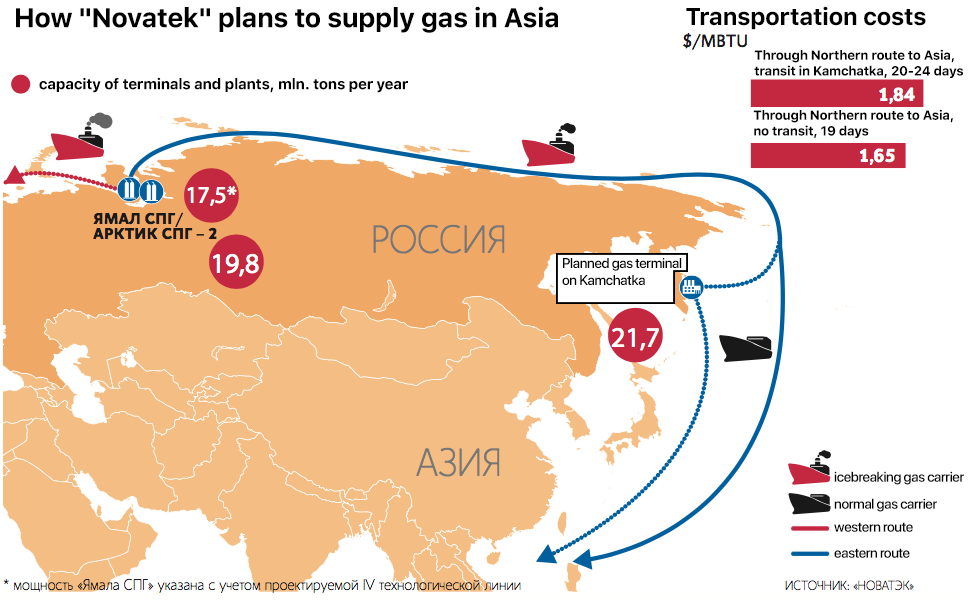 How "Novatek" plans to supply gas in Asia
Transportation costs
$/MBTU
Through Northern route to Asia,
transit in Kamchatka, 20-24 days
1,84
Through Northern route to Asia,
no transit, 19 days
1,65
capacity of terminals and plants, mln. tons per year
17,5*
ЯМАЛ СПГ/
АРКТИК СПГ – 2
19,8
РОССИЯ
Planned gas terminal
on Kamchatka
21,7
АЗИЯ
icebreaking gas carrier
normal gas carrier
western route
eastern route
* мощность «Ямала СПГ» указана с учетом проектируемой IV технологической линии
ИСТОЧНИК: «НОВАТЭК»